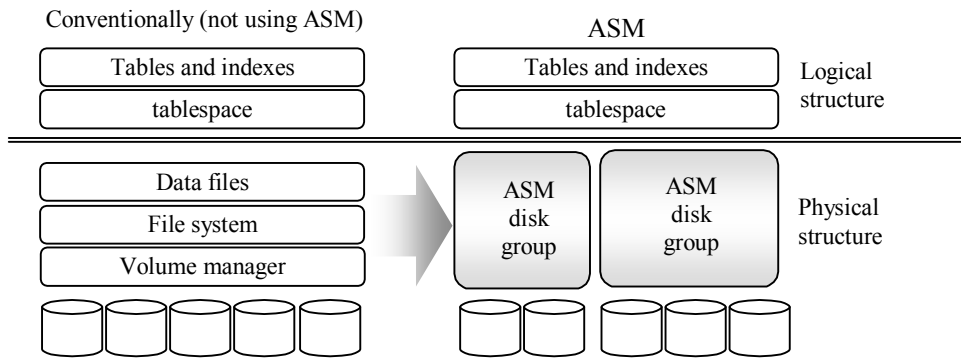 Conventionally (not using ASM)
ASM
Tables and indexes
Tables and indexes
Logical
structure
tablespace
tablespace
Data files
File system
Volume manager
ASM
disk
group
ASM
disk
group
Physical
structure